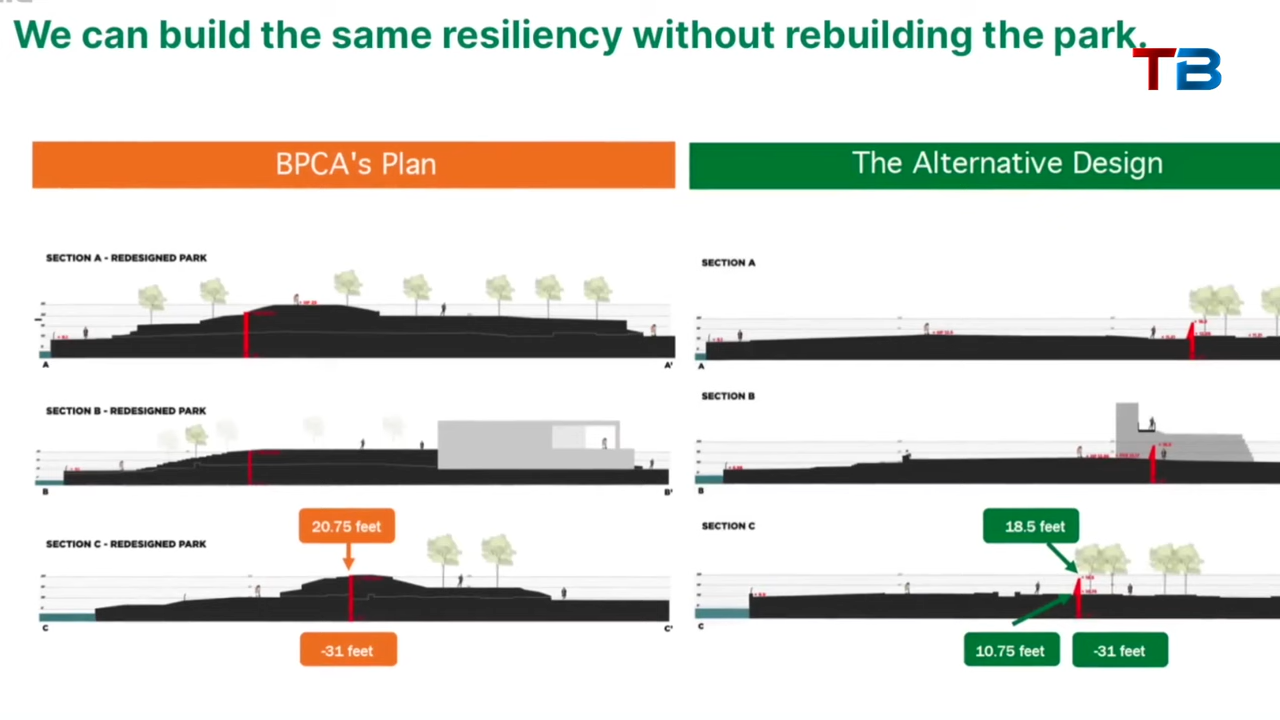 We can build the same resiliency without rebuilding the park.
TB
BPCA's Plan
The Alternative Design
SECTION A - REDESIGNED PARK
SECTION A
A
A'
A
SECTION B - REDESIGNED PARK
SECTION B
B
B'
B
20.75 feet
18.5 feet
SECTION C - REDESIGNED PARK
SECTION C
C
C'
C
-31 feet
10.75 feet
-31 feet